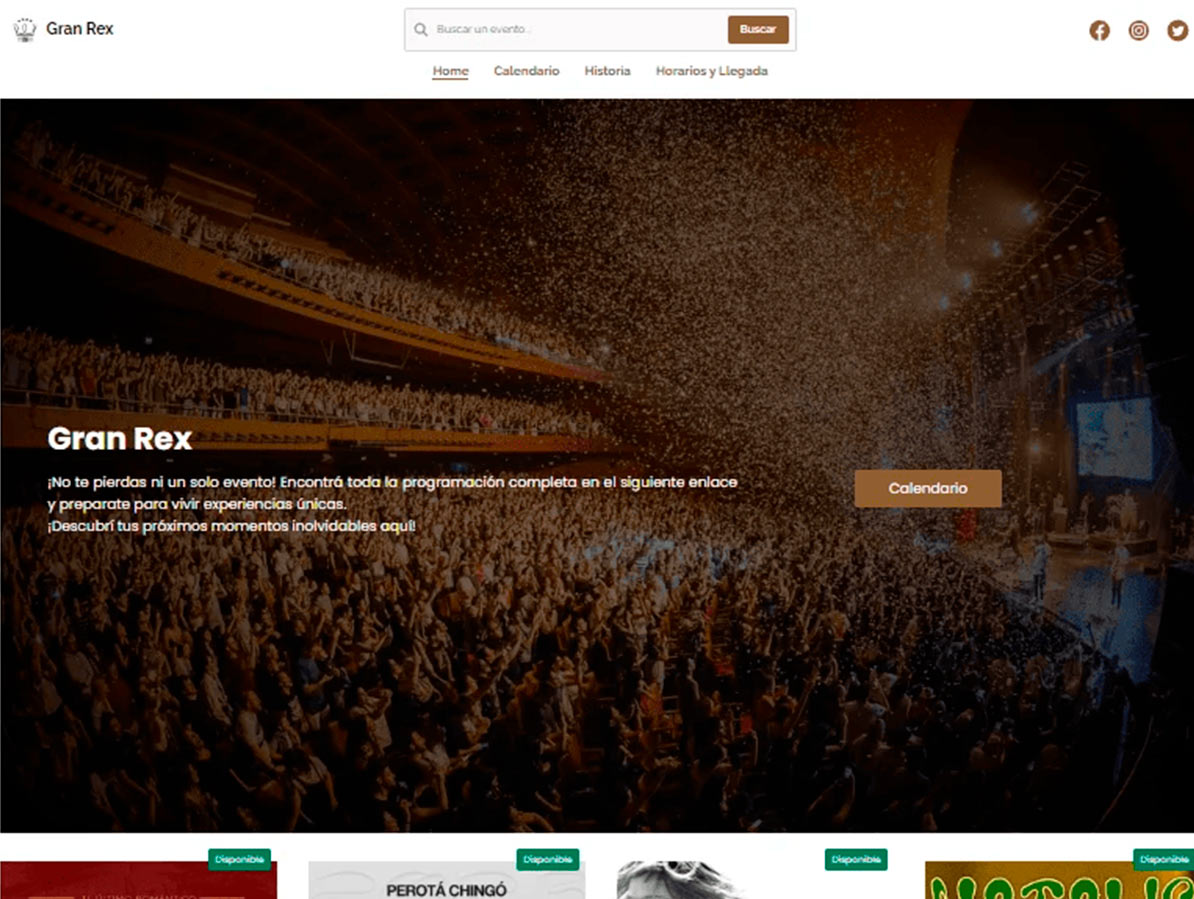 Gran Rex
Buscar un evento...
Buscar
Home
Calendario
Historia
Horarios y Llegada
Gran Rex
¡No te pierdas ni un solo evento! Encontrá toda la programación completa en el siguiente enlace
y preparate para vivir experiencias únicas.
¡Descubrí tus próximos momentos inolvidables aquí!
Calendario
Disponible
Disponible
Disponible
Disponible
PEROTÁ CHINGÓ